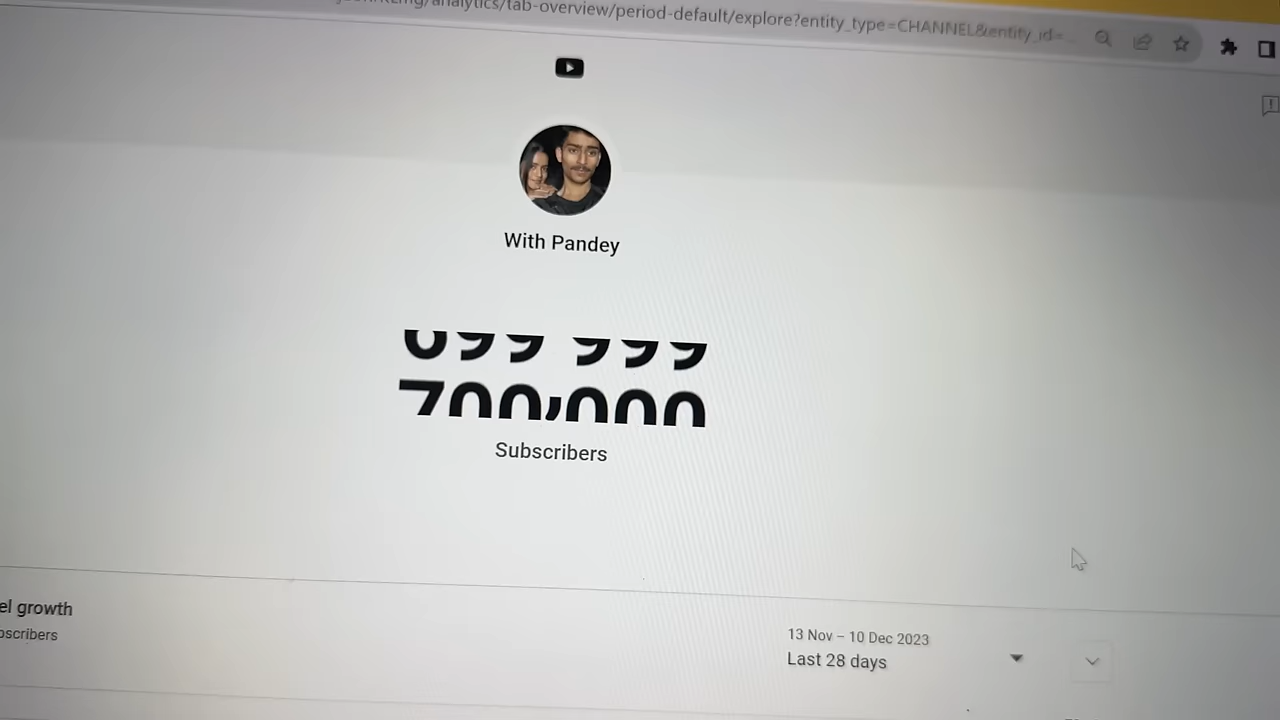 analytics/tab-overview/period-default/explore?entity_type=CHANNEL&entity_id=...
With Pandey
699 999
700,000
Subscribers
el growth
oscribers
13 Nov – 10 Dec 2023
Last 28 days